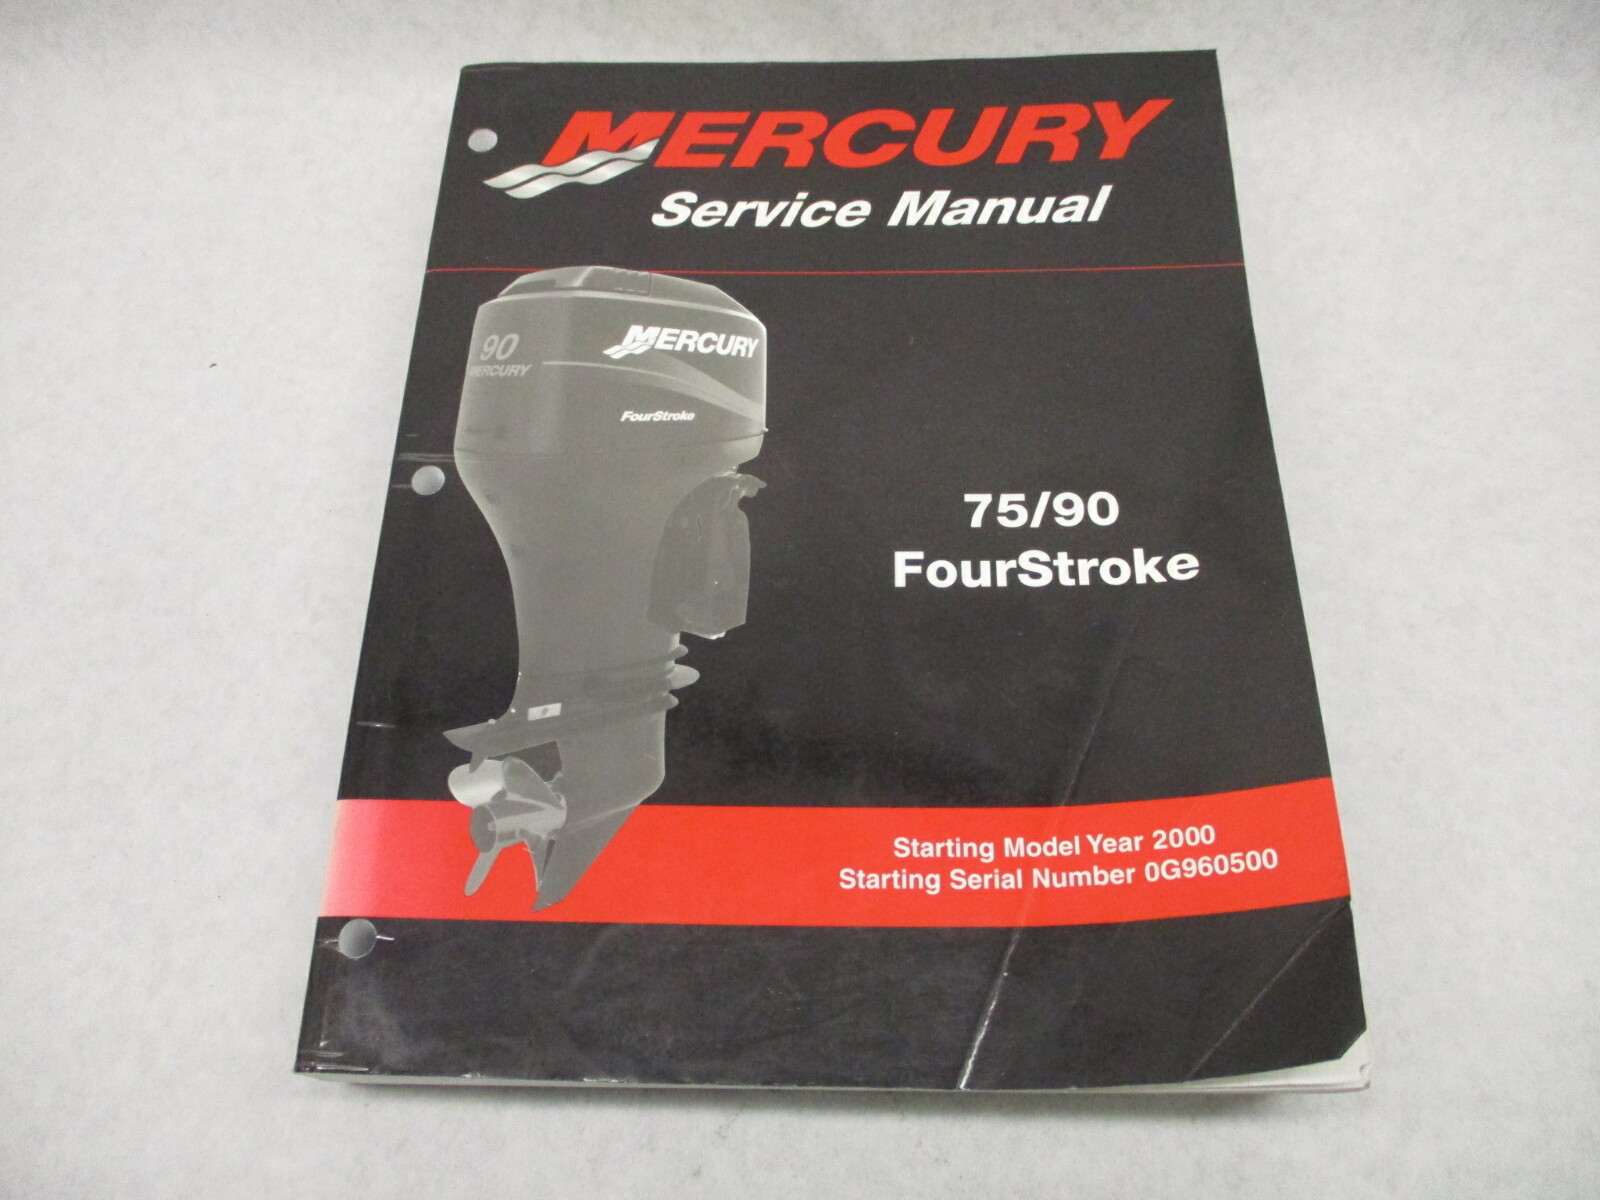 MERCURY
Service Manual
90
MERCURY
MERCURY
FourStroke
75/90
FourStroke
Starting Model Year 2000
Starting Serial Number 0G960500